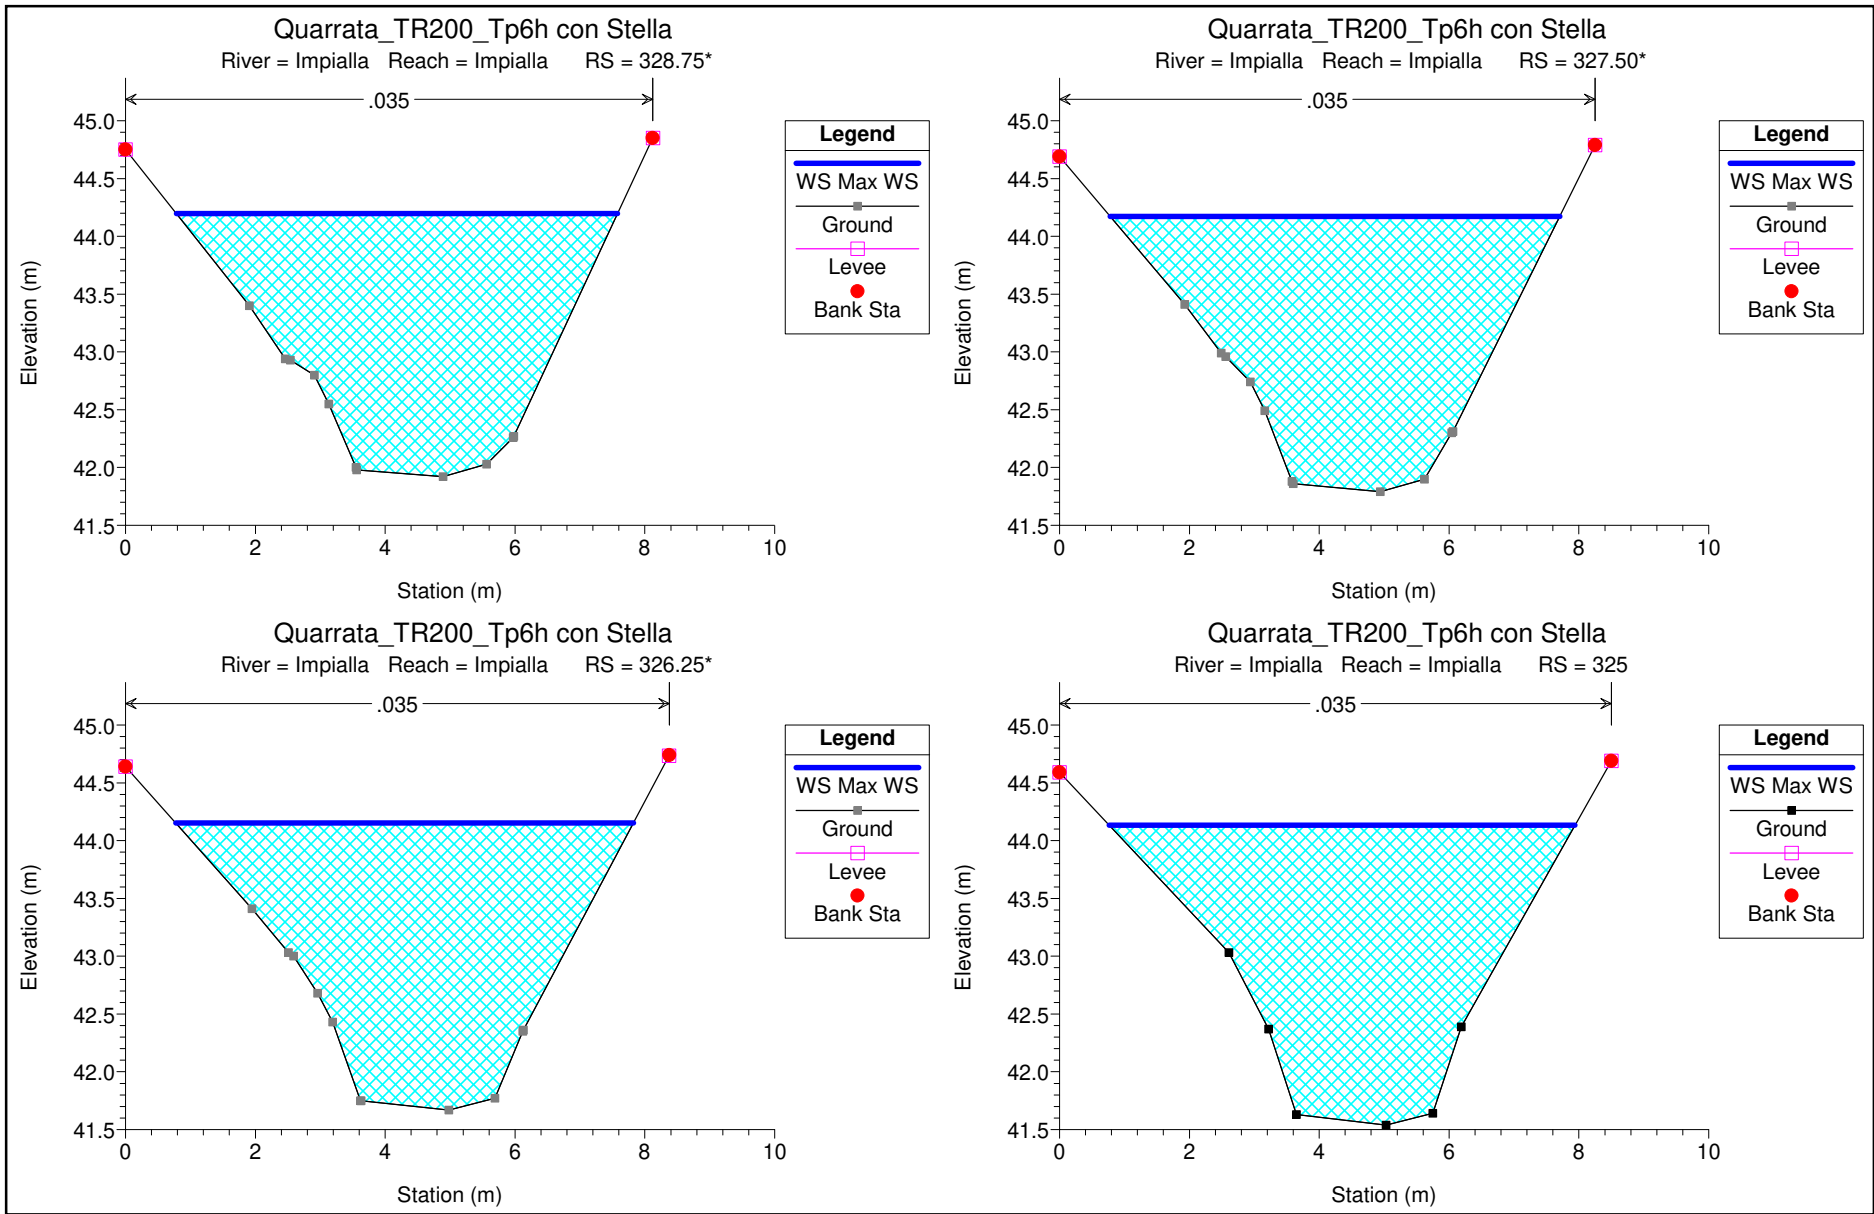 Quarrata_TR200_Tp6h con Stella
River = Impialla Reach = Impialla RS = 328.75*
.035
45.0
44.5
44.0
43.5
43.0
42.5
42.0
41.5
Elevation (m)
0 2 4 6 8 10
Station (m)
Legend
WS Max WS
Ground
Levee
Bank Sta
Quarrata_TR200_Tp6h con Stella
River = Impialla Reach = Impialla RS = 327.50*
.035
45.0
44.5
44.0
43.5
43.0
42.5
42.0
41.5
Elevation (m)
0 2 4 6 8 10
Station (m)
Legend
WS Max WS
Ground
Levee
Bank Sta
Quarrata_TR200_Tp6h con Stella
River = Impialla Reach = Impialla RS = 326.25*
.035
45.0
44.5
44.0
43.5
43.0
42.5
42.0
41.5
Elevation (m)
0 2 4 6 8 10
Station (m)
Legend
WS Max WS
Ground
Levee
Bank Sta
Quarrata_TR200_Tp6h con Stella
River = Impialla Reach = Impialla RS = 325
.035
45.0
44.5
44.0
43.5
43.0
42.5
42.0
41.5
Elevation (m)
0 2 4 6 8 10
Station (m)
Legend
WS Max WS
Ground
Levee
Bank Sta